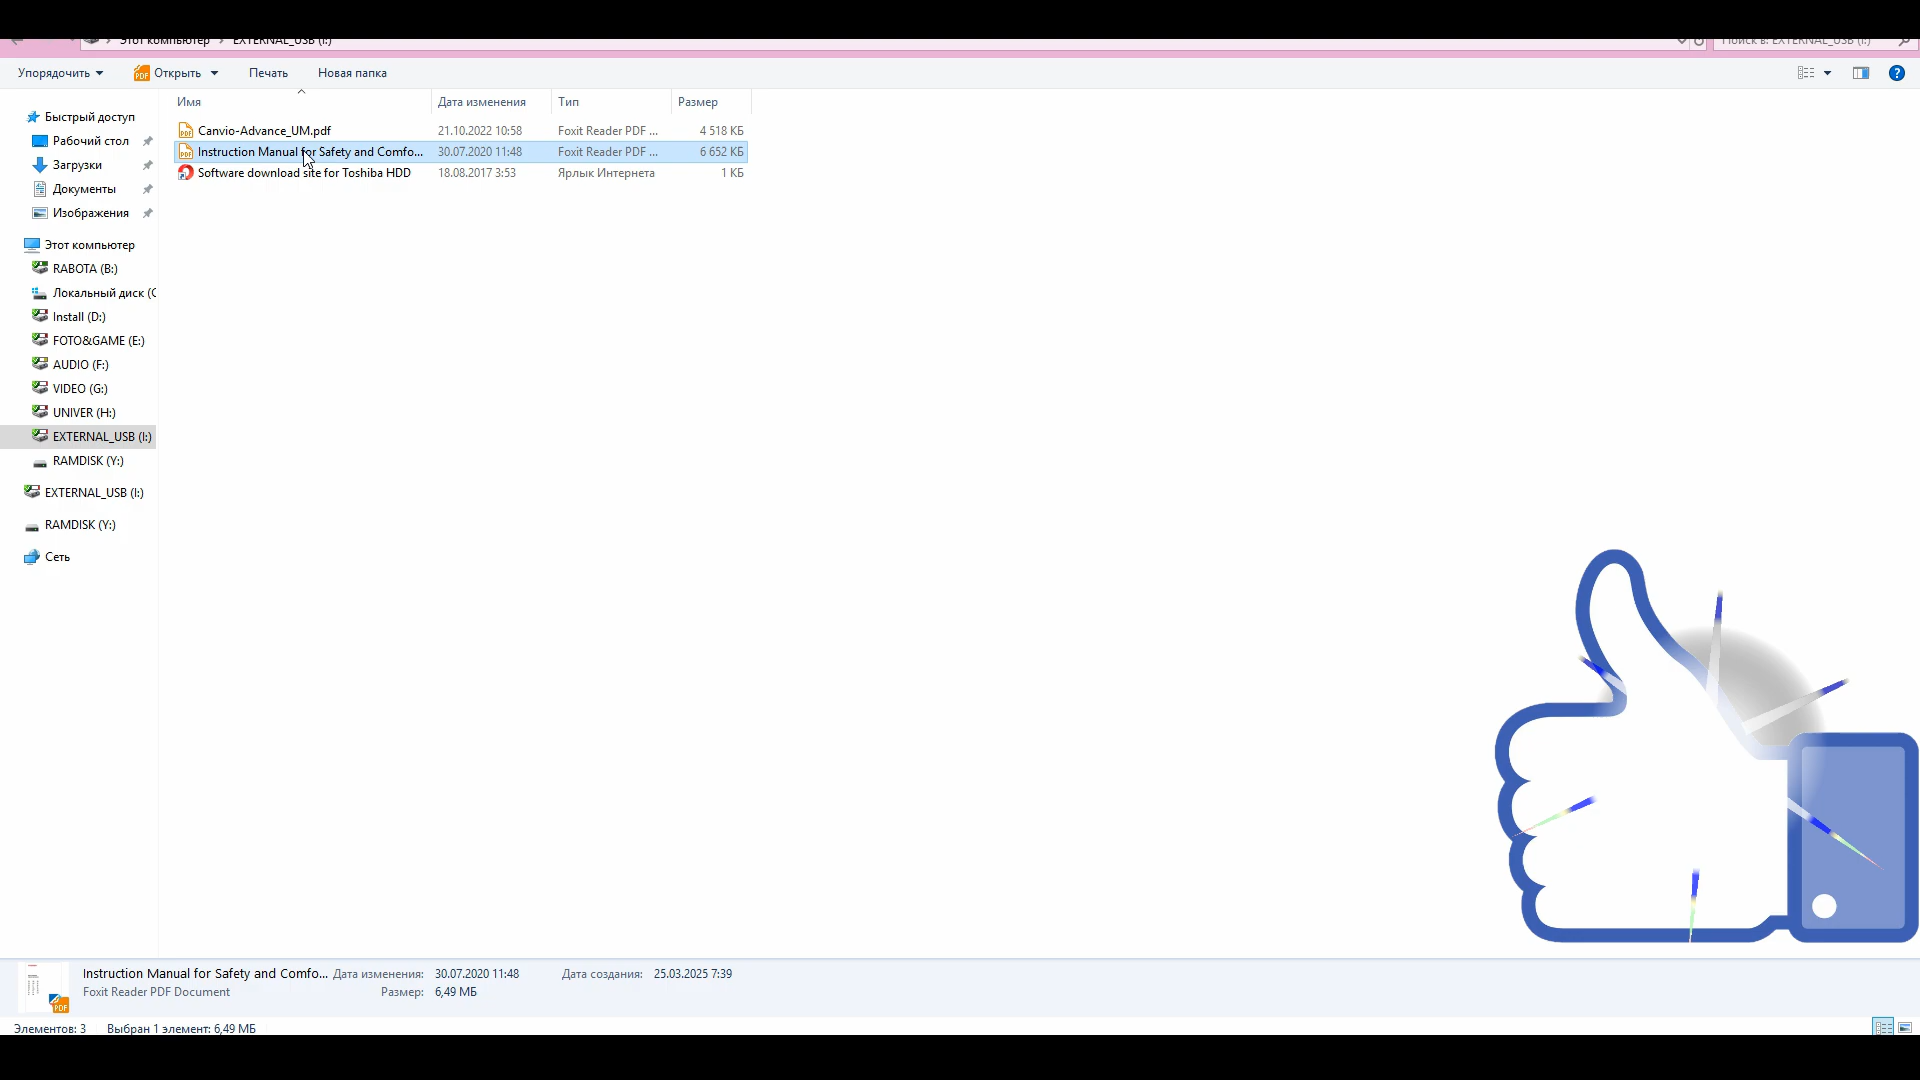 Этот компьютер › EXTERNAL_USB (I:)
Поиск в: EXTERNAL_USB (I:)
Упорядочить Открыть Печать Новая папка
Имя Дата изменения Тип Размер
Canvio-Advance_UM.pdf 21.10.2022 10:58 Foxit Reader PDF ... 4 518 КБ
Instruction Manual for Safety and Comfo... 30.07.2020 11:48 Foxit Reader PDF ... 6 652 КБ
Software download site for Toshiba HDD 18.08.2017 3:53 Ярлык Интернета 1 КБ
Быстрый доступ
Рабочий стол
Загрузки
Документы
Изображения
Этот компьютер
RABOTA (B:)
Локальный диск (C
Install (D:)
FOTO&GAME (E:)
AUDIO (F:)
VIDEO (G:)
UNIVER (H:)
EXTERNAL_USB (I:)
RAMDISK (Y:)
EXTERNAL_USB (I:)
RAMDISK (Y:)
Сеть
Instruction Manual for Safety and Comfo... Дата изменения: 30.07.2020 11:48 Дата создания: 25.03.2025 7:39
Foxit Reader PDF Document Размер: 6,49 МБ
Элементов: 3 Выбран 1 элемент: 6,49 МБ